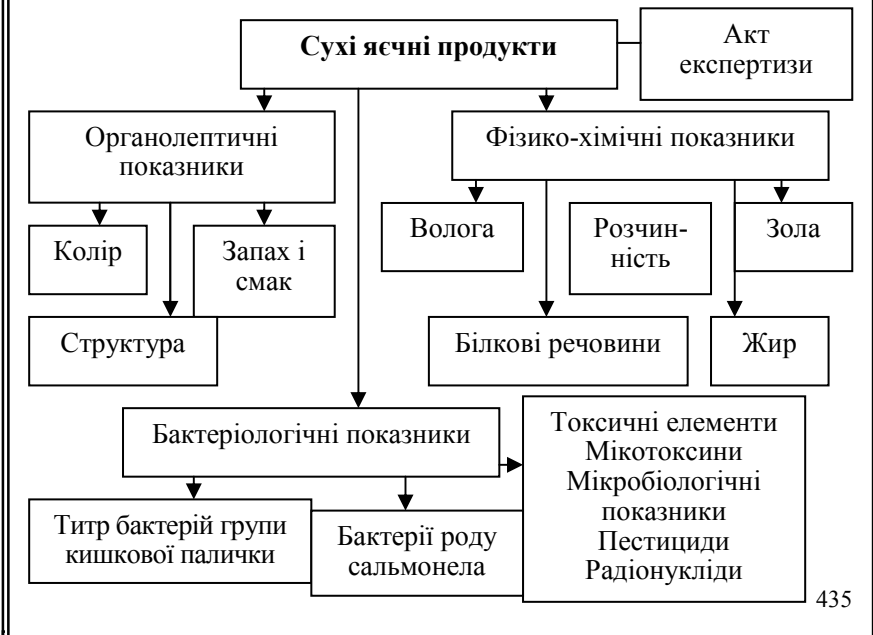 Сухі яєчні продукти
Акт
експертизи
Органолептичні
показники
Фізико-хімічні показники
Колір
Запах і
смак
Структура
Волога
Розчин-
ність
Зола
Білкові речовини
Жир
Бактеріологічні показники
Титр бактерій групи
кишкової палички
Бактерії роду
сальмонела
Токсичні елементи
Мікотоксини
Мікробіологічні
показники
Пестициди
Радіонукліди
435